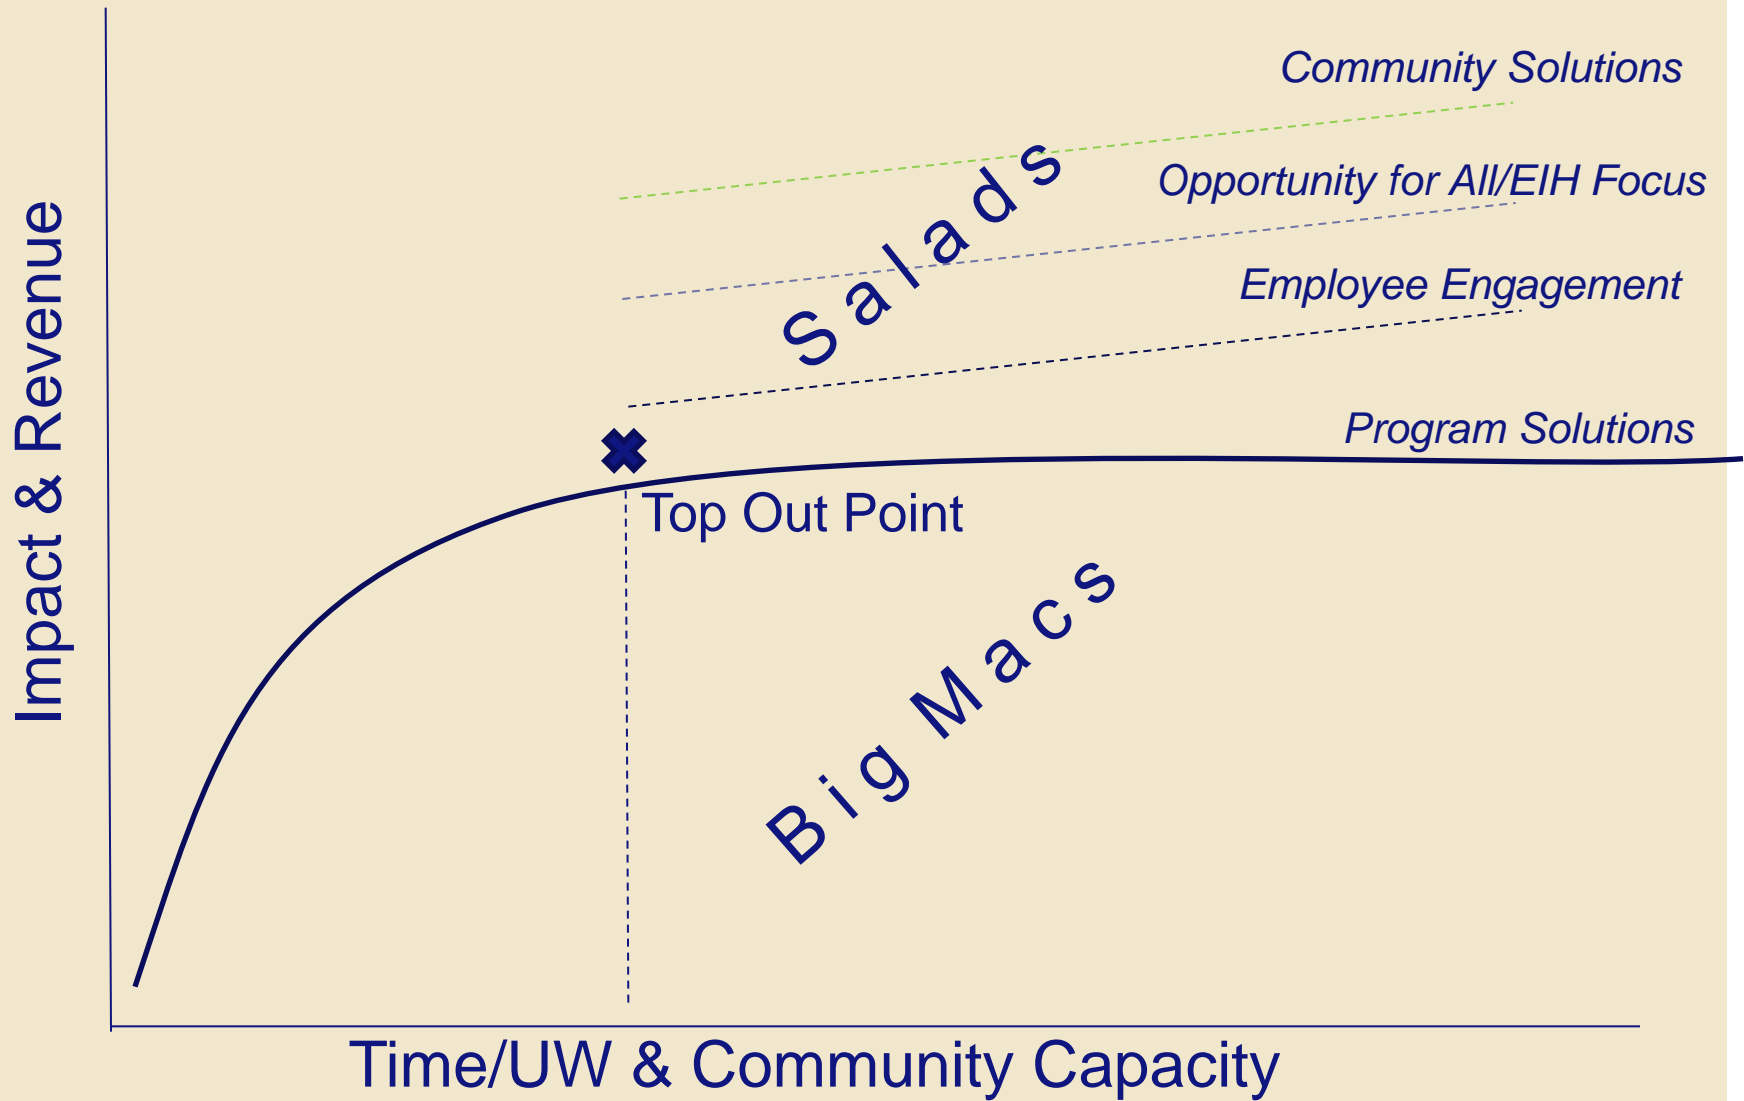 Community Solutions
Opportunity for All/EIH Focus
Salads
Employee Engagement
Program Solutions
Impact & Revenue
Top Out Point
Big Macs
Time/UW & Community Capacity